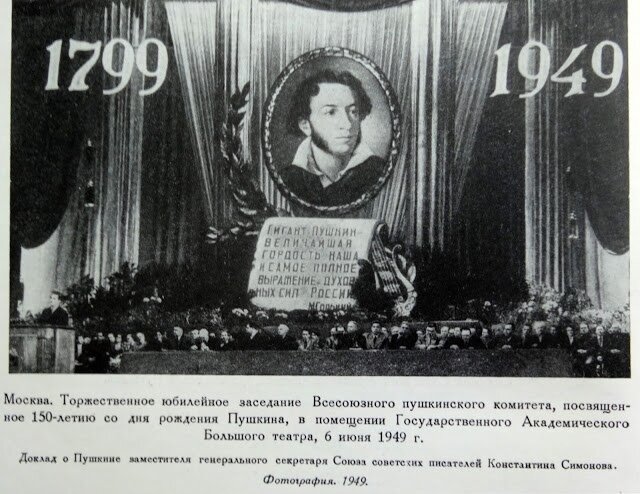 1799 1949
ГИГАНТ-ПУШКИН-
ВЕЛИЧАЙШАЯ
ГОРДОСТЬ НАША
И САМОЕ ПОЛНОЕ
ВЫРАЖЕНИЕ ДУХОВ
НЫХ СИЛ РОССИИ
М.ГОРЬКИЙ
Москва. Торжественное юбилейное заседание Всесоюзного пушкинского комитета, посвящен-
ное 150-летию со дня рождения Пушкина, в помещении Государственного Академического
Большого театра, 6 июня 1949 г.
Доклад о Пушкине заместителя генерального секретаря Союза советских писателей Константина Симонова.
Фотография. 1949.